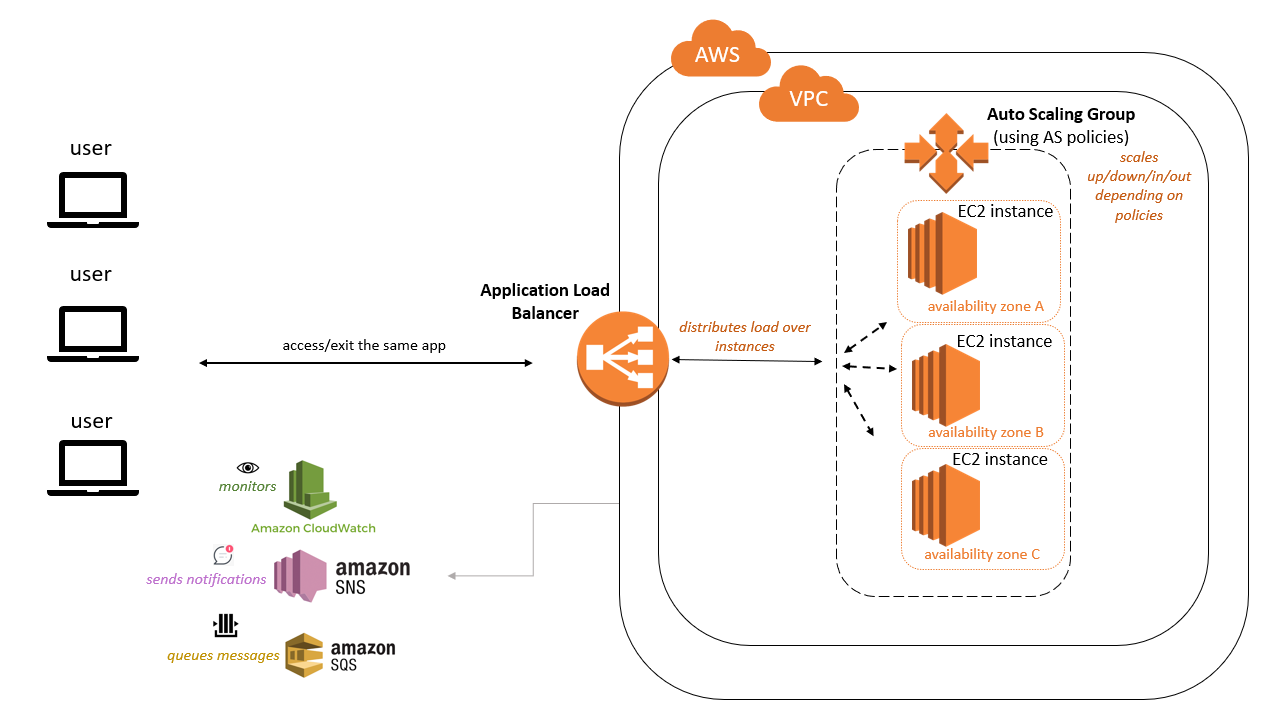 AWS
VPC
Auto Scaling Group
(using AS policies)
scales
up/down/in/out
depending on
policies
user
user
user
access/exit the same app
Application Load
Balancer
distributes load over
instances
EC2 instance
availability zone A
EC2 instance
availability zone B
EC2 instance
availability zone C
monitors
Amazon CloudWatch
sends notifications
amazon
SNS
queues messages
amazon
SQS